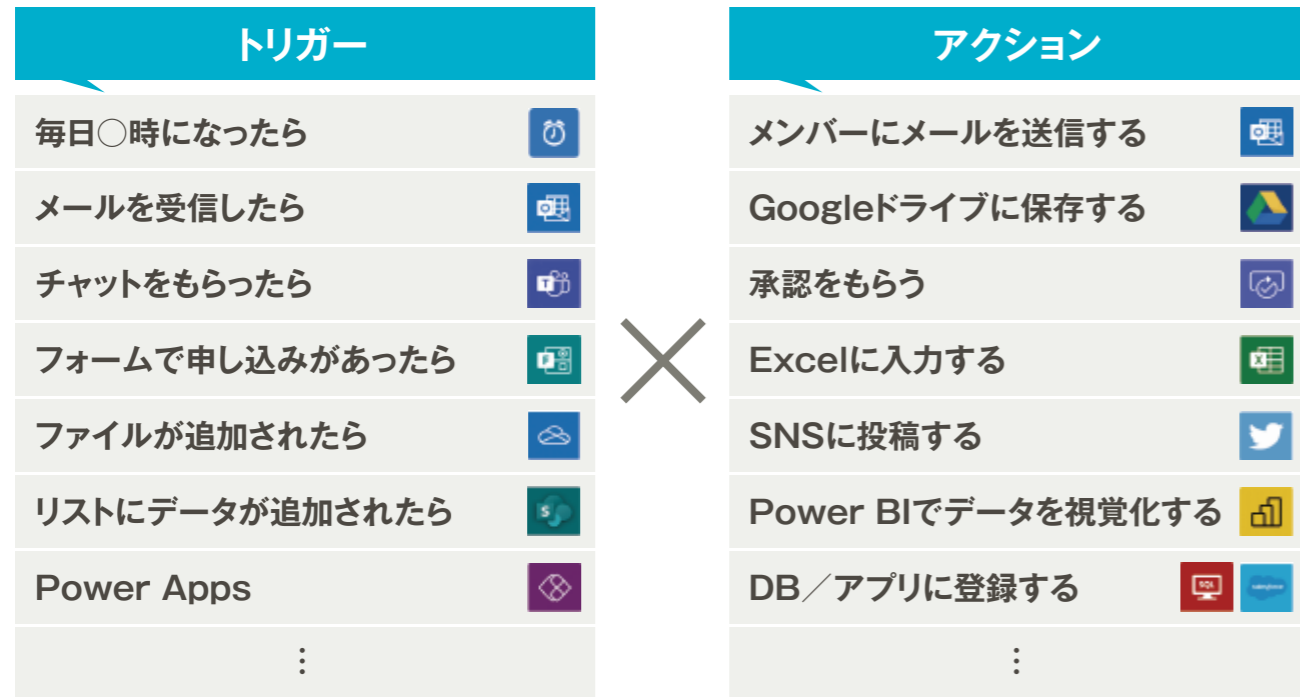 トリガー
毎日○時になったら
メールを受信したら
チャットをもらったら
フォームで申し込みがあったら
ファイルが追加されたら
リストにデータが追加されたら
Power Apps
⋮
×
アクション
メンバーにメールを送信する
Googleドライブに保存する
承認をもらう
Excelに入力する
SNSに投稿する
Power BIでデータを視覚化する
DB／アプリに登録する
SQL
salesforce
⋮